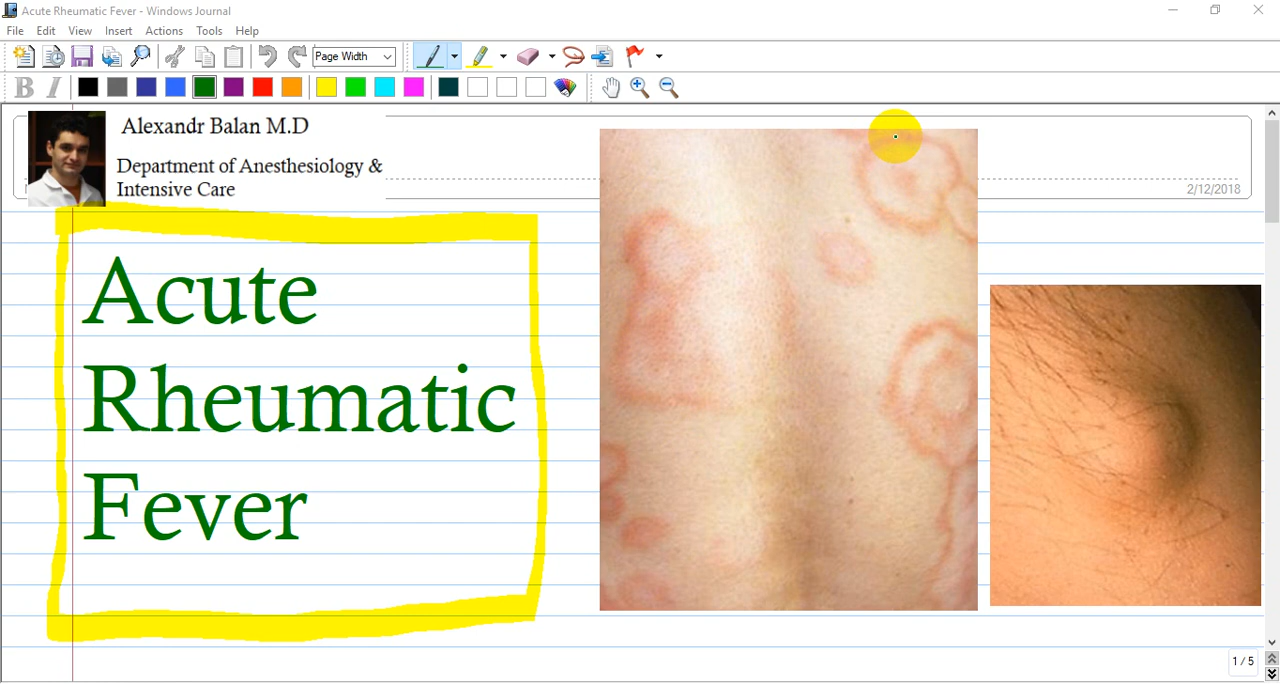 Acute Rheumatic Fever - Windows Journal
File Edit View Insert Actions Tools Help
Page Width
B I
Alexandr Balan M.D
Department of Anesthesiology &
Intensive Care
2/12/2018
Acute
Rheumatic
Fever
1 / 5